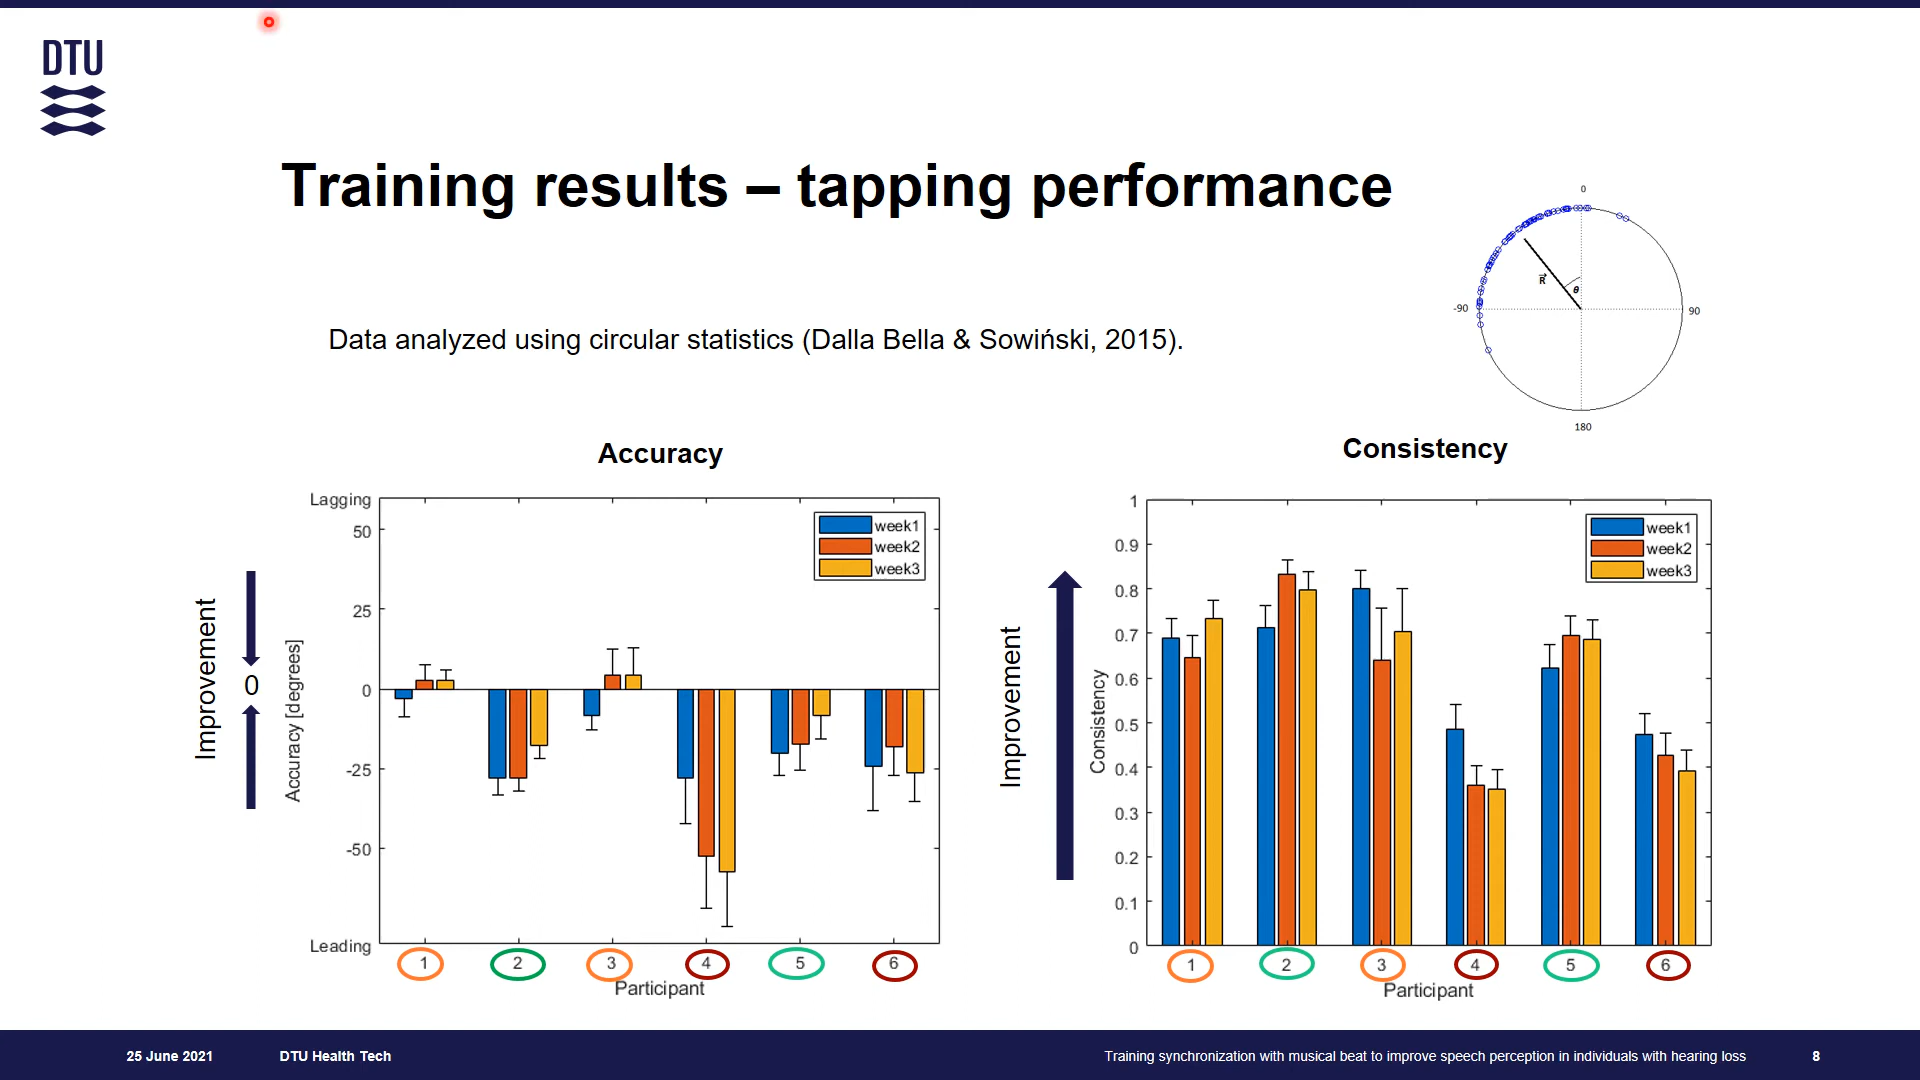 DTU
Training results – tapping performance
0
-90
R
θ
90
180
Data analyzed using circular statistics (Dalla Bella & Sowiński, 2015).
Accuracy
Improvement
0
Accuracy [degrees]
Lagging
50
25
0
-25
-50
Leading
week1
week2
week3
1 2 3 4 5 6
Participant
Consistency
Improvement
Consistency
1
0.9
0.8
0.7
0.6
0.5
0.4
0.3
0.2
0.1
0
week1
week2
week3
1 2 3 4 5 6
Participant
25 June 2021 DTU Health Tech Training synchronization with musical beat to improve speech perception in individuals with hearing loss 8